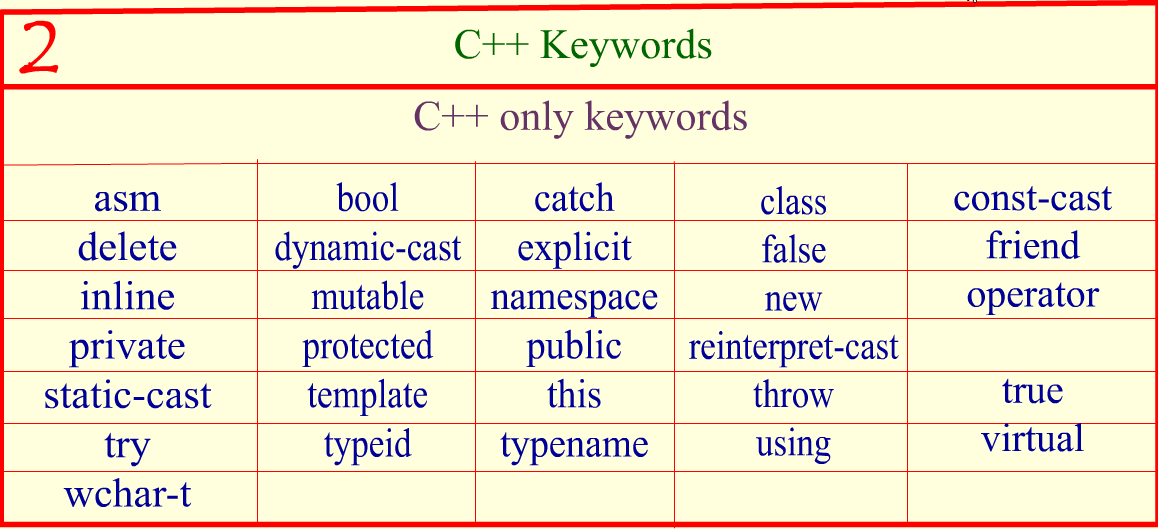 2
C++ Keywords
C++ only keywords
asm bool catch class const-cast
delete dynamic-cast explicit false friend
inline mutable namespace new operator
private protected public reinterpret-cast
static-cast template this throw true
try typeid typename using virtual
wchar-t